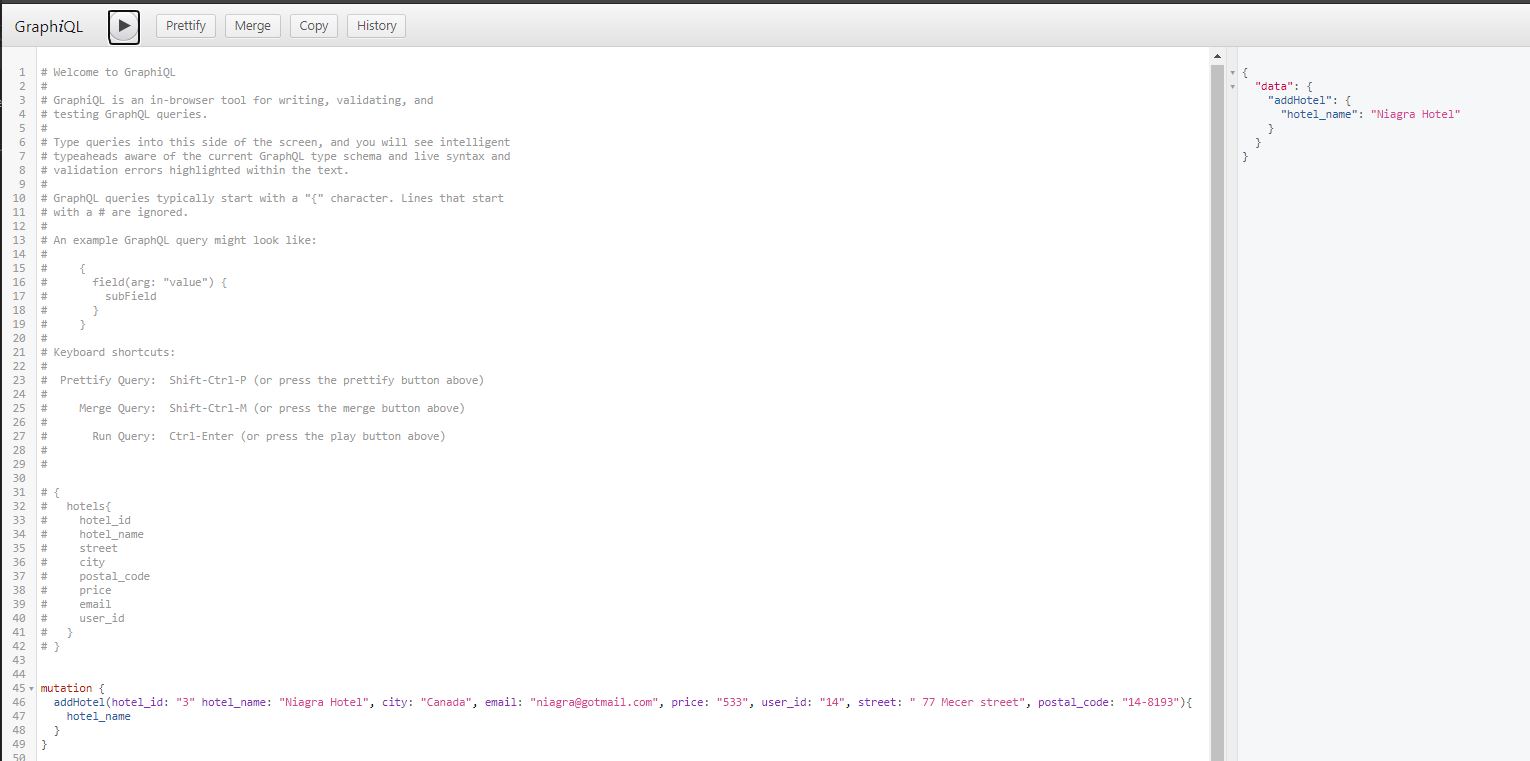 GraphiQL
Prettify
Merge
Copy
History
1 # Welcome to GraphiQL
2 #
3 # GraphiQL is an in-browser tool for writing, validating, and
4 # testing GraphQL queries.
5 #
6 # Type queries into this side of the screen, and you will see intelligent
7 # typeaheads aware of the current GraphQL type schema and live syntax and
8 # validation errors highlighted within the text.
9 #
10 # GraphQL queries typically start with a "{" character. Lines that start
11 # with a # are ignored.
12 #
13 # An example GraphQL query might look like:
14 #
15 #     {
16 #       field(arg: "value") {
17 #         subField
18 #       }
19 #     }
20 #
21 # Keyboard shortcuts:
22 #
23 #  Prettify Query:  Shift-Ctrl-P (or press the prettify button above)
24 #
25 #     Merge Query:  Shift-Ctrl-M (or press the merge button above)
26 #
27 #       Run Query:  Ctrl-Enter (or press the play button above)
28 #
29 #
30
31 # {
32 #   hotels{
33 #     hotel_id
34 #     hotel_name
35 #     street
36 #     city
37 #     postal_code
38 #     price
39 #     email
40 #     user_id
41 #   }
42 # }
43
44
45 mutation {
46   addHotel(hotel_id: "3" hotel_name: "Niagra Hotel", city: "Canada", email: "niagra@gotmail.com", price: "533", user_id: "14", street: " 77 Mecer street", postal_code: "14-8193"){
47     hotel_name
48   }
49 }
50
{
  "data": {
    "addHotel": {
      "hotel_name": "Niagra Hotel"
    }
  }
}